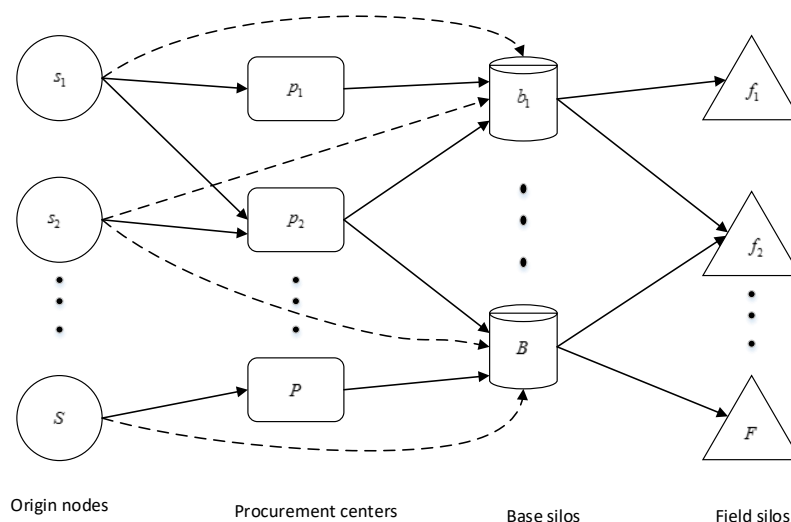 s₁
p₁
b₁
f₁
s₂
p₂
f₂
S
P
B
F
Origin nodes
Procurement centers
Base silos
Field silos